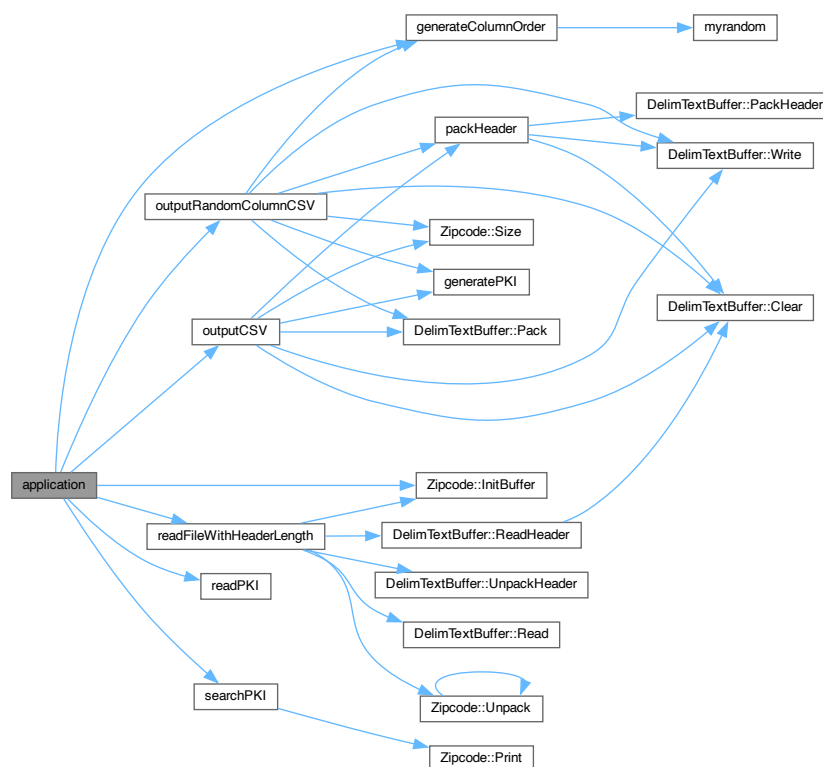 generateColumnOrder
myrandom
DelimTextBuffer::PackHeader
packHeader
DelimTextBuffer::Write
outputRandomColumnCSV
Zipcode::Size
generatePKI
DelimTextBuffer::Clear
outputCSV
DelimTextBuffer::Pack
application
Zipcode::InitBuffer
readFileWithHeaderLength
DelimTextBuffer::ReadHeader
readPKI
DelimTextBuffer::UnpackHeader
DelimTextBuffer::Read
searchPKI
Zipcode::Unpack
Zipcode::Print